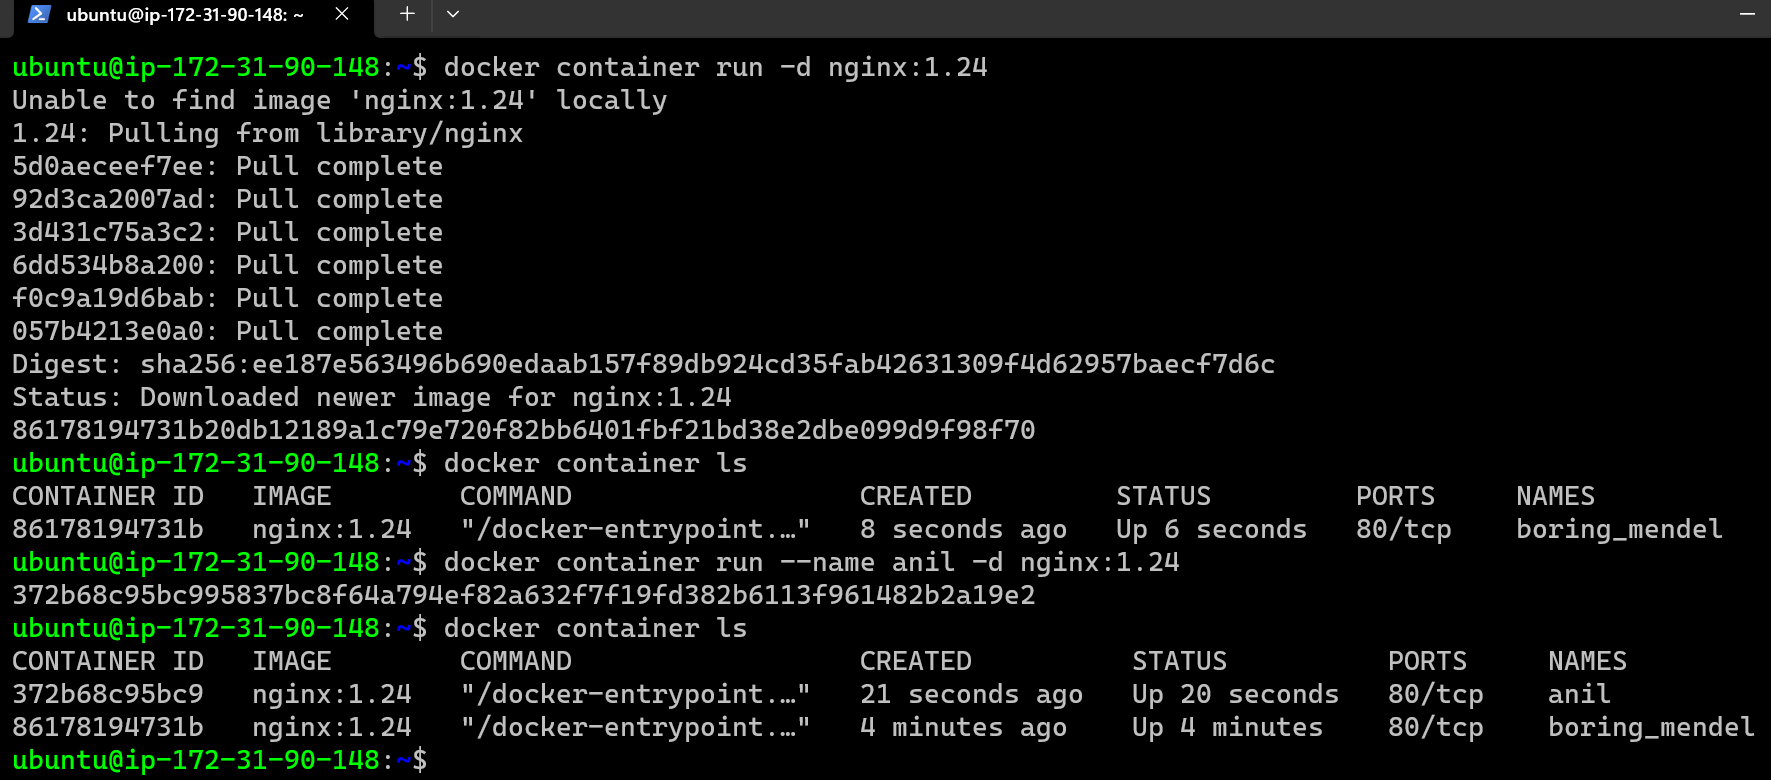 ubuntu@ip-172-31-90-148: ~
ubuntu@ip-172-31-90-148:~$ docker container run -d nginx:1.24
Unable to find image 'nginx:1.24' locally
1.24: Pulling from library/nginx
5d0aeceef7ee: Pull complete
92d3ca2007ad: Pull complete
3d431c75a3c2: Pull complete
6dd534b8a200: Pull complete
f0c9a19d6bab: Pull complete
057b4213e0a0: Pull complete
Digest: sha256:ee187e563496b690edaab157f89db924cd35fab42631309f4d62957baecf7d6c
Status: Downloaded newer image for nginx:1.24
86178194731b20db12189a1c79e720f82bb6401fbf21bd38e2dbe099d9f98f70
ubuntu@ip-172-31-90-148:~$ docker container ls
CONTAINER ID   IMAGE        COMMAND                  CREATED         STATUS         PORTS     NAMES
86178194731b   nginx:1.24   "/docker-entrypoint.…"   8 seconds ago   Up 6 seconds   80/tcp    boring_mendel
ubuntu@ip-172-31-90-148:~$ docker container run --name anil -d nginx:1.24
372b68c95bc995837bc8f64a794ef82a632f7f19fd382b6113f961482b2a19e2
ubuntu@ip-172-31-90-148:~$ docker container ls
CONTAINER ID   IMAGE        COMMAND                  CREATED          STATUS          PORTS     NAMES
372b68c95bc9   nginx:1.24   "/docker-entrypoint.…"   21 seconds ago   Up 20 seconds   80/tcp    anil
86178194731b   nginx:1.24   "/docker-entrypoint.…"   4 minutes ago    Up 4 minutes    80/tcp    boring_mendel
ubuntu@ip-172-31-90-148:~$